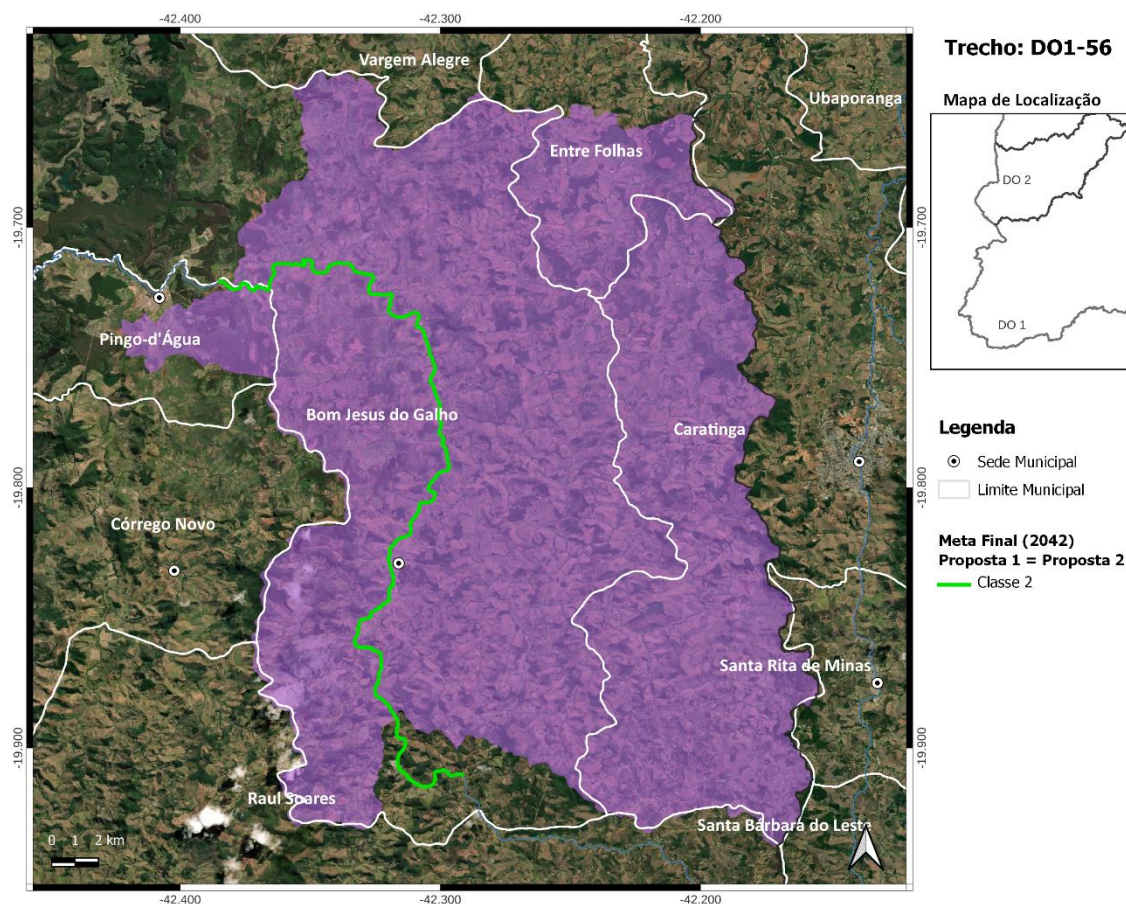 -42.400
-42.300
-42.200
Trecho: DO1-56
Vargem Alegre
Ubaporanga
Mapa de Localização
Entre Folhas
DO 2
DO 1
-19.700
-19.700
Pingo-d'Água
Bom Jesus do Galho
Caratinga
Legenda
Sede Municipal
Limite Municipal
-19.800
-19.800
Córrego Novo
Meta Final (2042)
Proposta 1 = Proposta 2
Classe 2
Santa Rita de Minas
-19.900
-19.900
Raul Soares
Santa Bárbara do Leste
0 1 2 km
-42.400
-42.300
-42.200